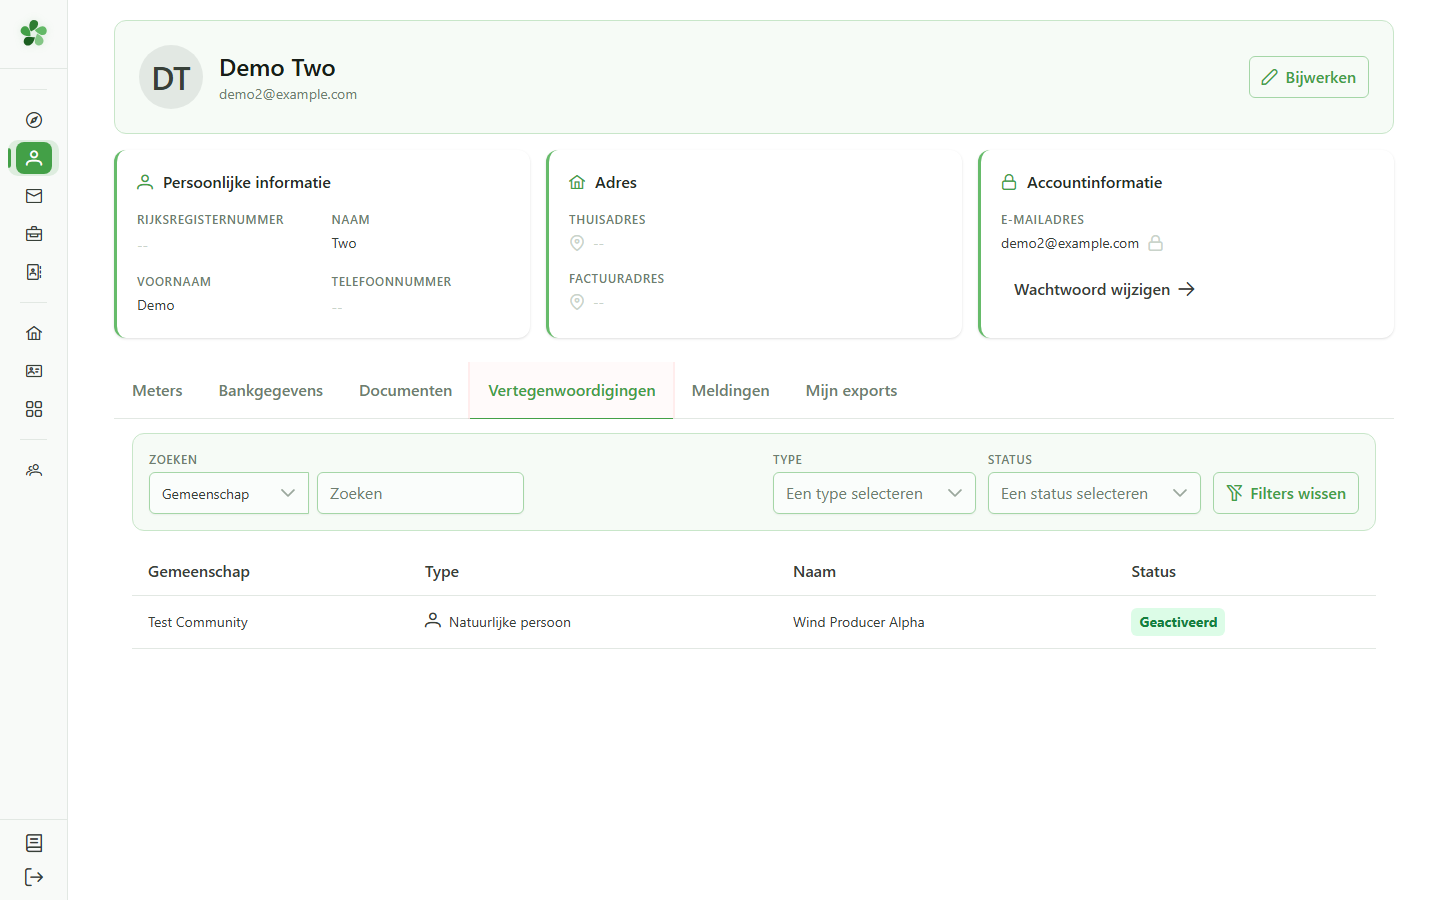 DT
Demo Two
demo2@example.com
Bijwerken
Persoonlijke informatie
RIJKSREGISTERNUMMER
--
NAAM
Two
VOORNAAM
Demo
TELEFOONNUMMER
--
Adres
THUISADRES
--
FACTUURADRES
--
Accountinformatie
E-MAILADRES
demo2@example.com
Wachtwoord wijzigen
Meters Bankgegevens Documenten Vertegenwoordigingen Meldingen Mijn exports
ZOEKEN
Gemeenschap
Zoeken
TYPE
Een type selecteren
STATUS
Een status selecteren
Filters wissen
Gemeenschap Type Naam Status
Test Community Natuurlijke persoon Wind Producer Alpha Geactiveerd